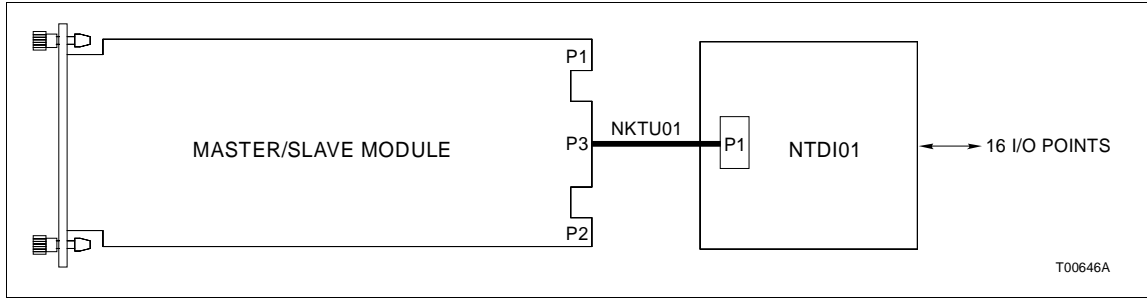 P1
MASTER/SLAVE MODULE
P3
P2
NKTU01
P1
NTDI01
16 I/O POINTS
T00646A